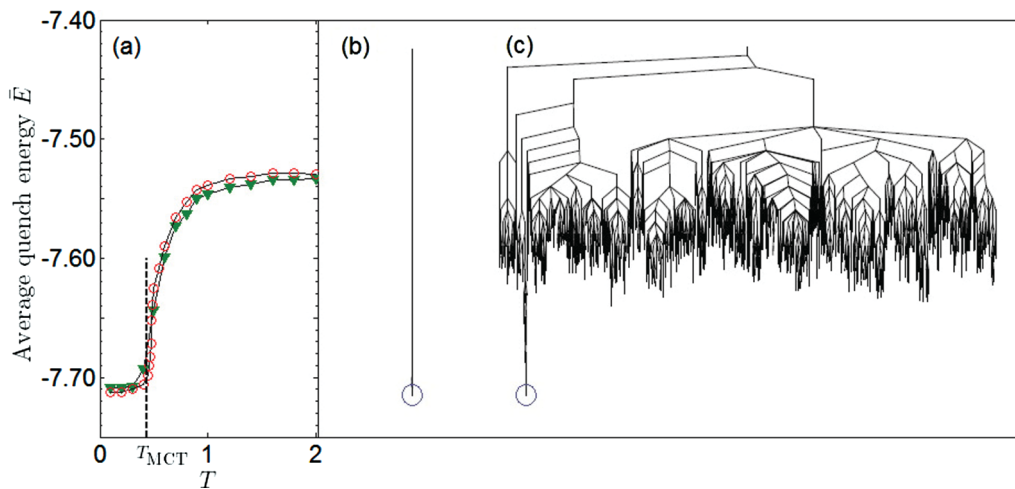 -7.40
-7.50
-7.60
-7.70
Average quench energy Ē
(a)
(b)
(c)
0
T_MCT
1
2
T